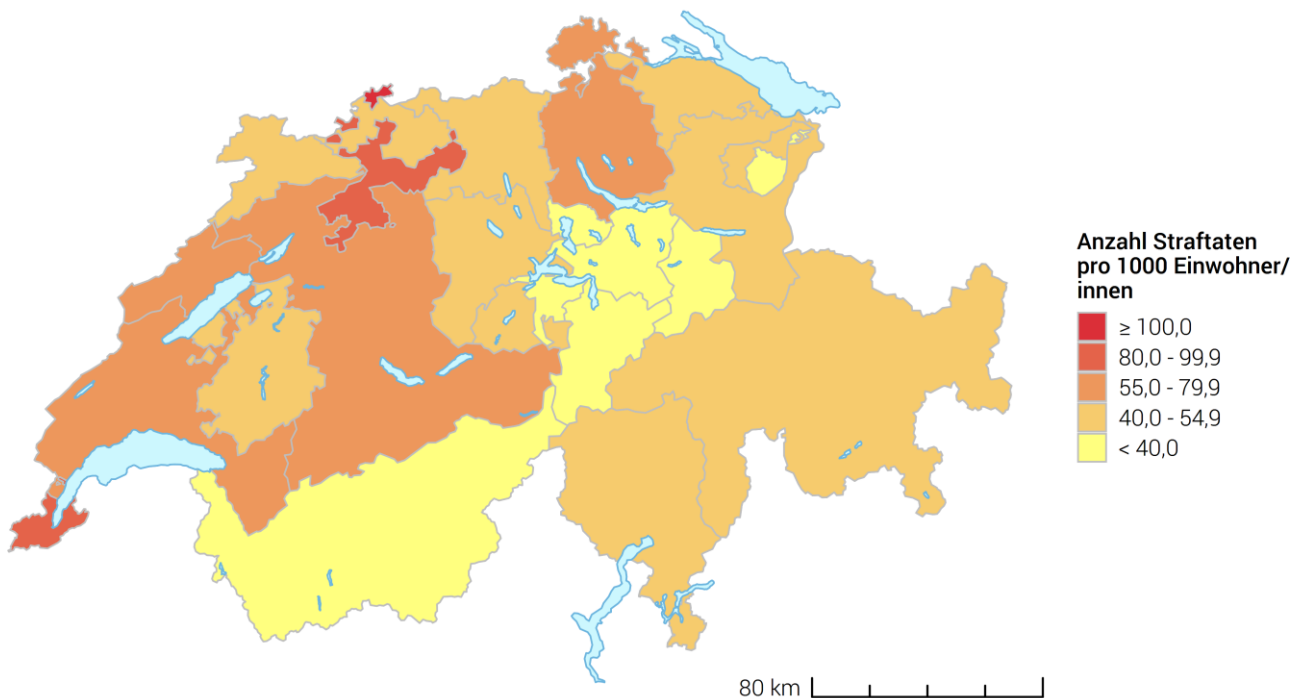 Anzahl Straftaten
pro 1000 Einwohner/
innen
≥ 100,0
80,0 - 99,9
55,0 - 79,9
40,0 - 54,9
< 40,0
80 km